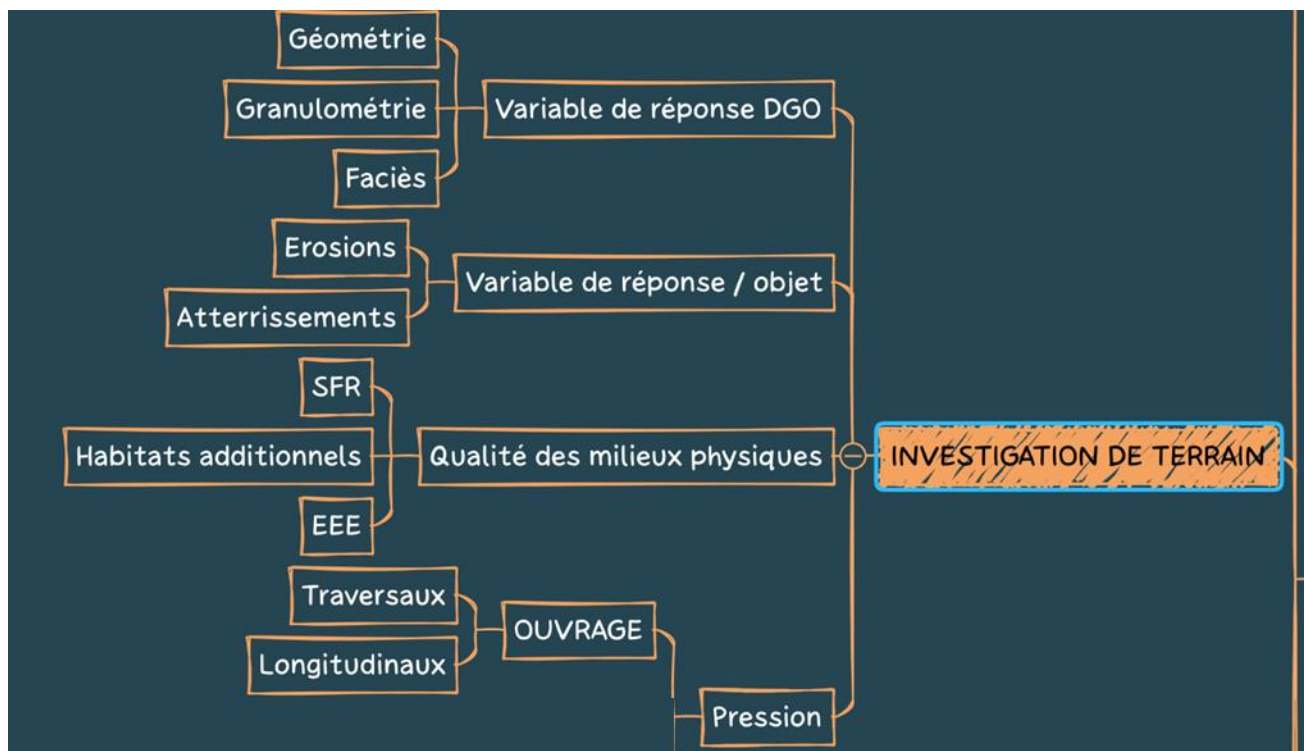 Géométrie
Granulométrie
Variable de réponse DGO
Faciès
Erosions
Variable de réponse / objet
Atterrissements
SFR
Habitats additionnels
Qualité des milieux physiques
INVESTIGATION DE TERRAIN
EEE
Traversaux
OUVRAGE
Longitudinaux
Pression